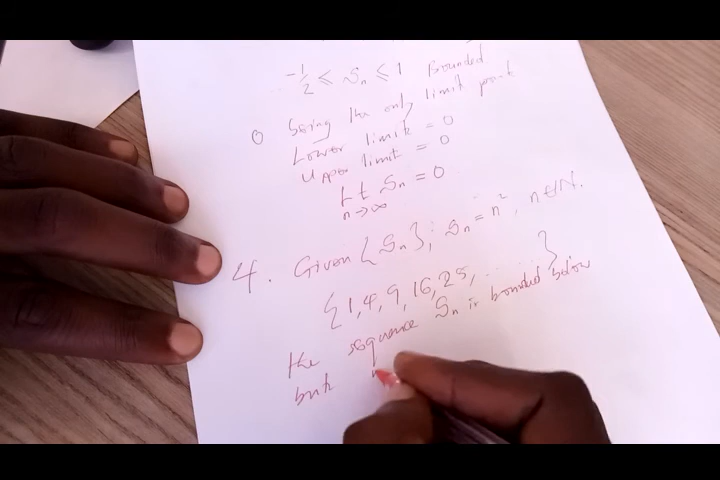 -1/2 ≤ Sn ≤ 1 Bounded
0 being the only limit point
Lower limit = 0
Upper limit = 0
Lt Sn = 0
n→∞
4. Given {Sn}; Sn = n², n∈N.
{1,4,9,16,25,......}
the sequence Sn is bounded below
but